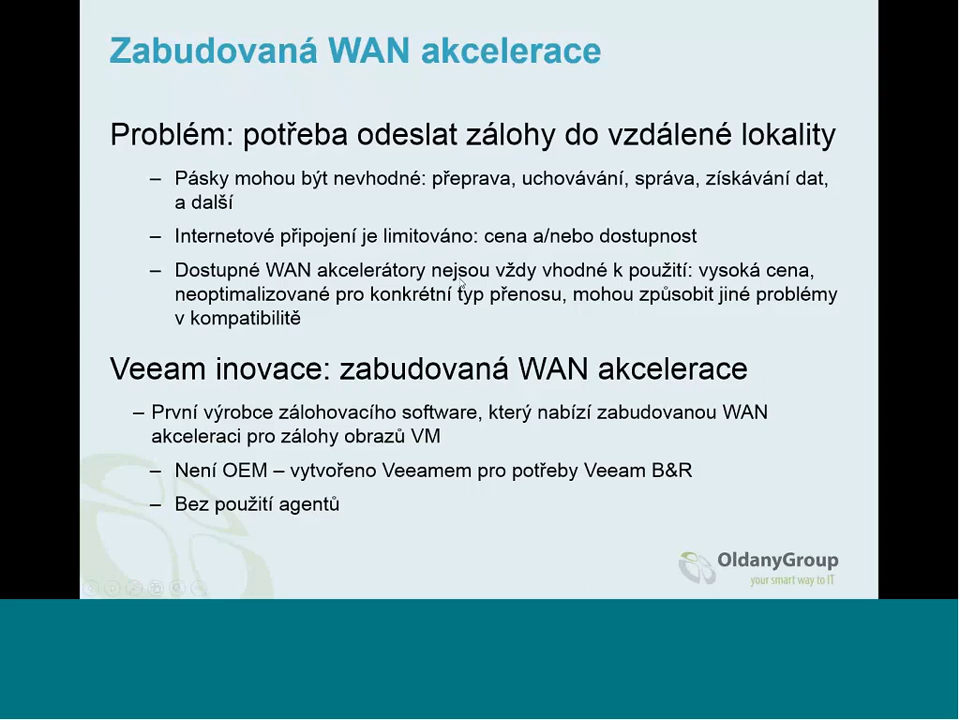 Zabudovaná WAN akcelerace
Problém: potřeba odeslat zálohy do vzdálené lokality
– Pásky mohou být nevhodné: přeprava, uchovávání, správa, získávání dat,
a další
– Internetové připojení je limitováno: cena a/nebo dostupnost
– Dostupné WAN akcelerátory nejsou vždy vhodné k použití: vysoká cena,
neoptimalizované pro konkrétní typ přenosu, mohou způsobit jiné problémy
v kompatibilitě
Veeam inovace: zabudovaná WAN akcelerace
– První výrobce zálohovacího software, který nabízí zabudovanou WAN
akceleraci pro zálohy obrazů VM
– Není OEM – vytvořeno Veeamem pro potřeby Veeam B&R
– Bez použití agentů
OldanyGroup
your smart way to IT